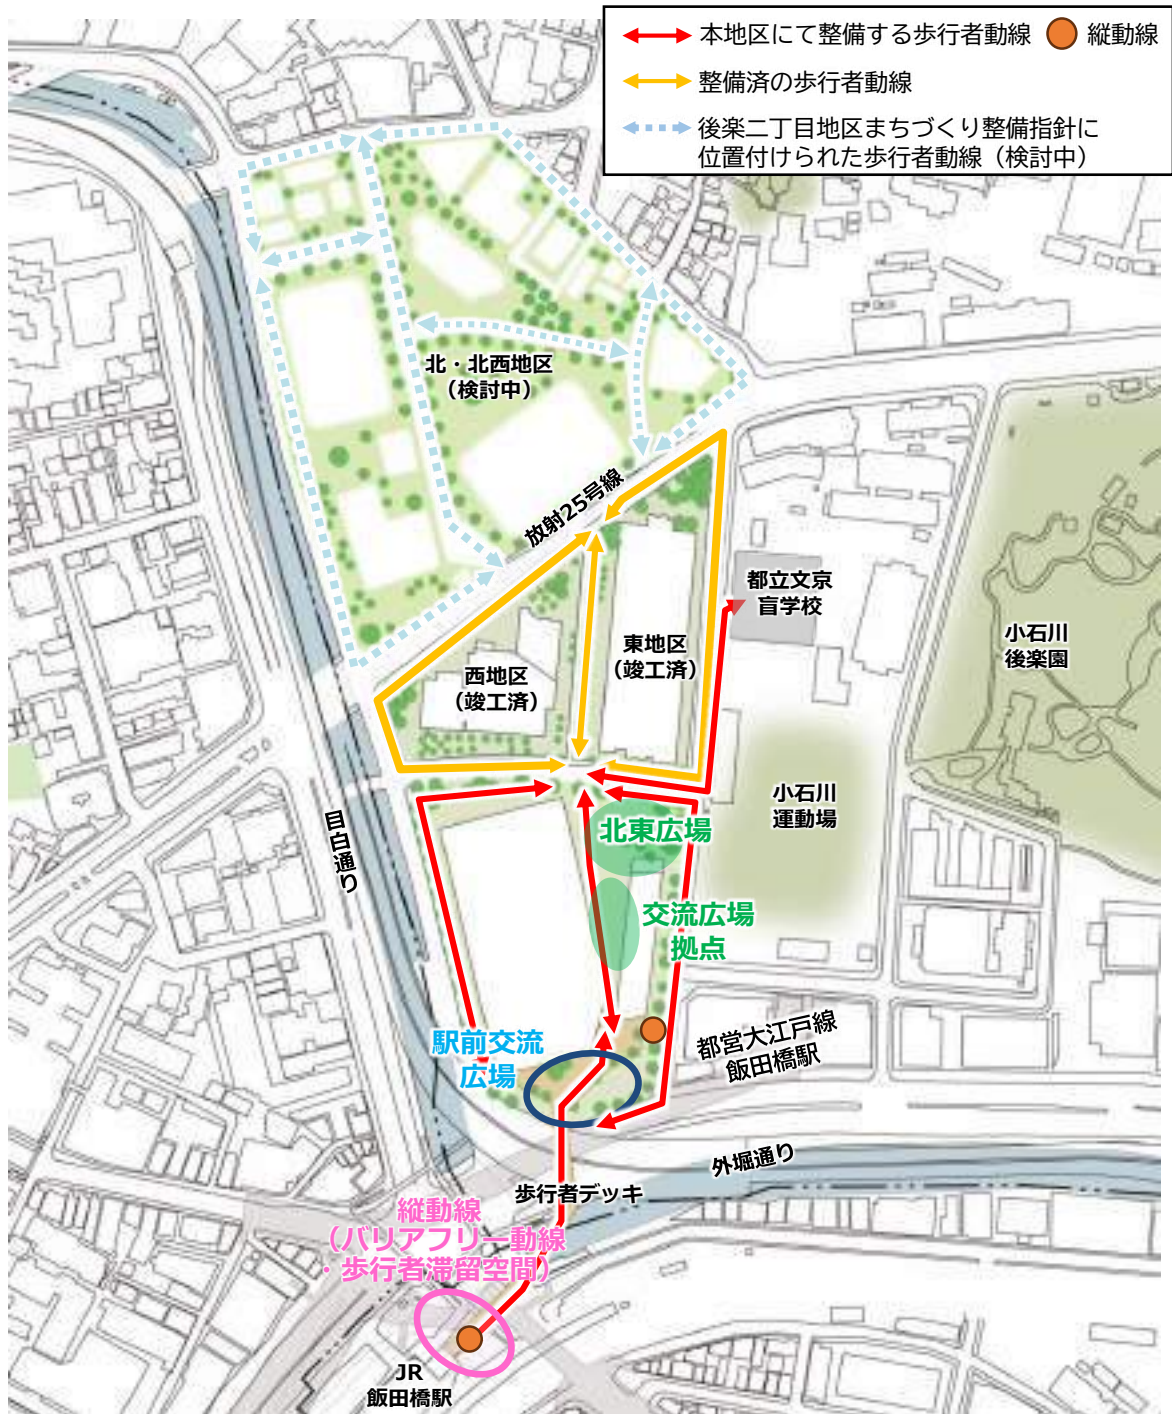 本地区にて整備する歩行者動線
縦動線
整備済の歩行者動線
後楽二丁目地区まちづくり整備指針に
位置付けられた歩行者動線（検討中）
北・北西地区
（検討中）
放射25号線
都立文京
盲学校
小石川
後楽園
東地区
（竣工済）
西地区
（竣工済）
小石川
運動場
目白通り
北東広場
交流広場
拠点
駅前交流
広場
都営大江戸線
飯田橋駅
外堀通り
歩行者デッキ
縦動線
（バリアフリー動線
・歩行者滞留空間）
JR
飯田橋駅